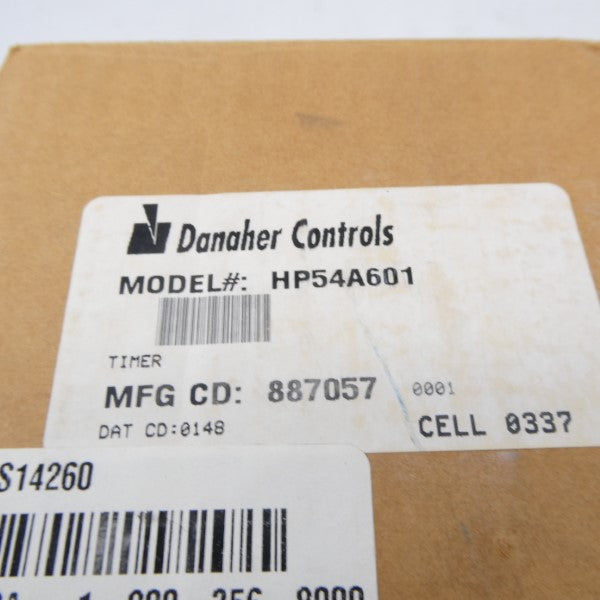 Danaher Controls
MODEL#: HP54A601
TIMER
MFG CD: 887057 0001
DAT CD:0148 CELL 0337
S14260